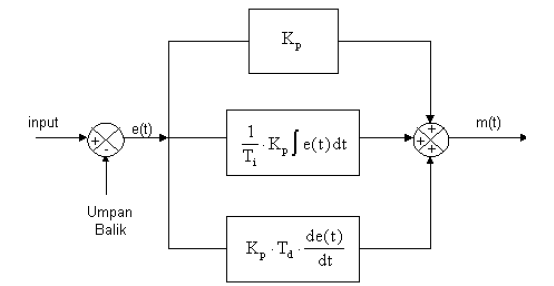 K_p
input
+
-
e(t)
1/T_i · K_p ∫ e(t) dt
+
+
+
m(t)
Umpan
Balik
K_p · T_d · de(t)/dt